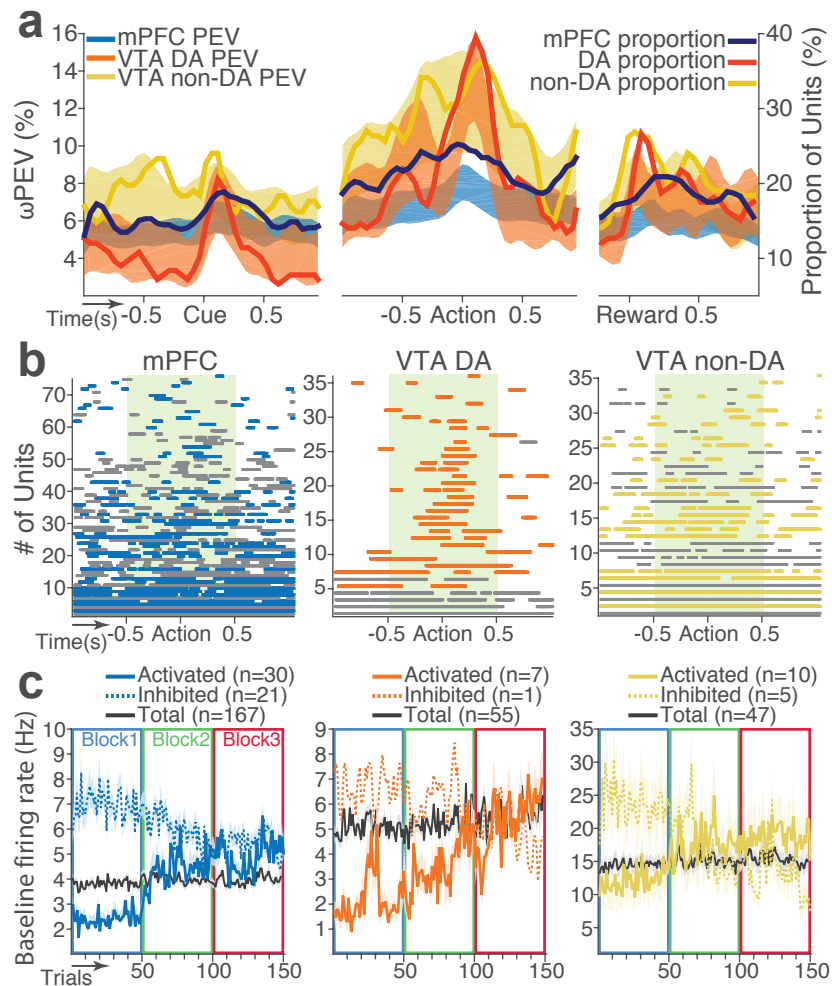 a
mPFC PEV
VTA DA PEV
VTA non-DA PEV
mPFC proportion
DA proportion
non-DA proportion
ωPEV (%)
16
14
12
10
8
6
4
Proportion of Units (%)
40
30
20
10
Time(s)
-0.5 Cue 0.5
-0.5 Action 0.5
Reward 0.5
b
mPFC
VTA DA
VTA non-DA
# of Units
70
60
50
40
30
20
10
35
30
25
20
15
10
5
35
30
25
20
15
10
5
Time(s)
-0.5 Action 0.5
-0.5 Action 0.5
-0.5 Action 0.5
c
Activated (n=30)
Inhibited (n=21)
Total (n=167)
Activated (n=7)
Inhibited (n=1)
Total (n=55)
Activated (n=10)
Inhibited (n=5)
Total (n=47)
Baseline firing rate (Hz)
Block1 Block2 Block3
10
9
8
7
6
5
4
3
2
9
8
7
6
5
4
3
2
1
35
30
25
20
15
10
5
Trials
50 100 150
50 100 150
50 100 150